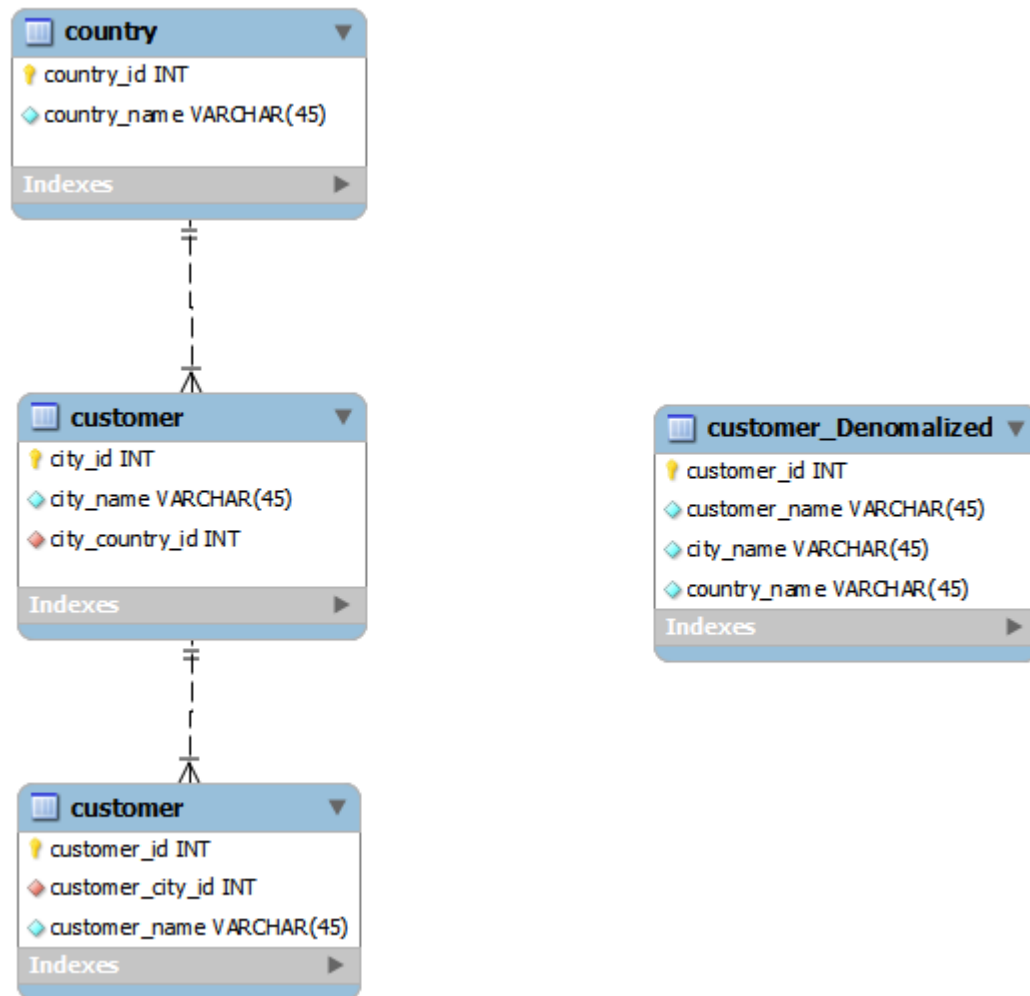 country
country_id INT
country_name VARCHAR(45)
Indexes
customer
city_id INT
city_name VARCHAR(45)
city_country_id INT
Indexes
customer
customer_id INT
customer_city_id INT
customer_name VARCHAR(45)
Indexes
customer_Denomalized
customer_id INT
customer_name VARCHAR(45)
city_name VARCHAR(45)
country_name VARCHAR(45)
Indexes